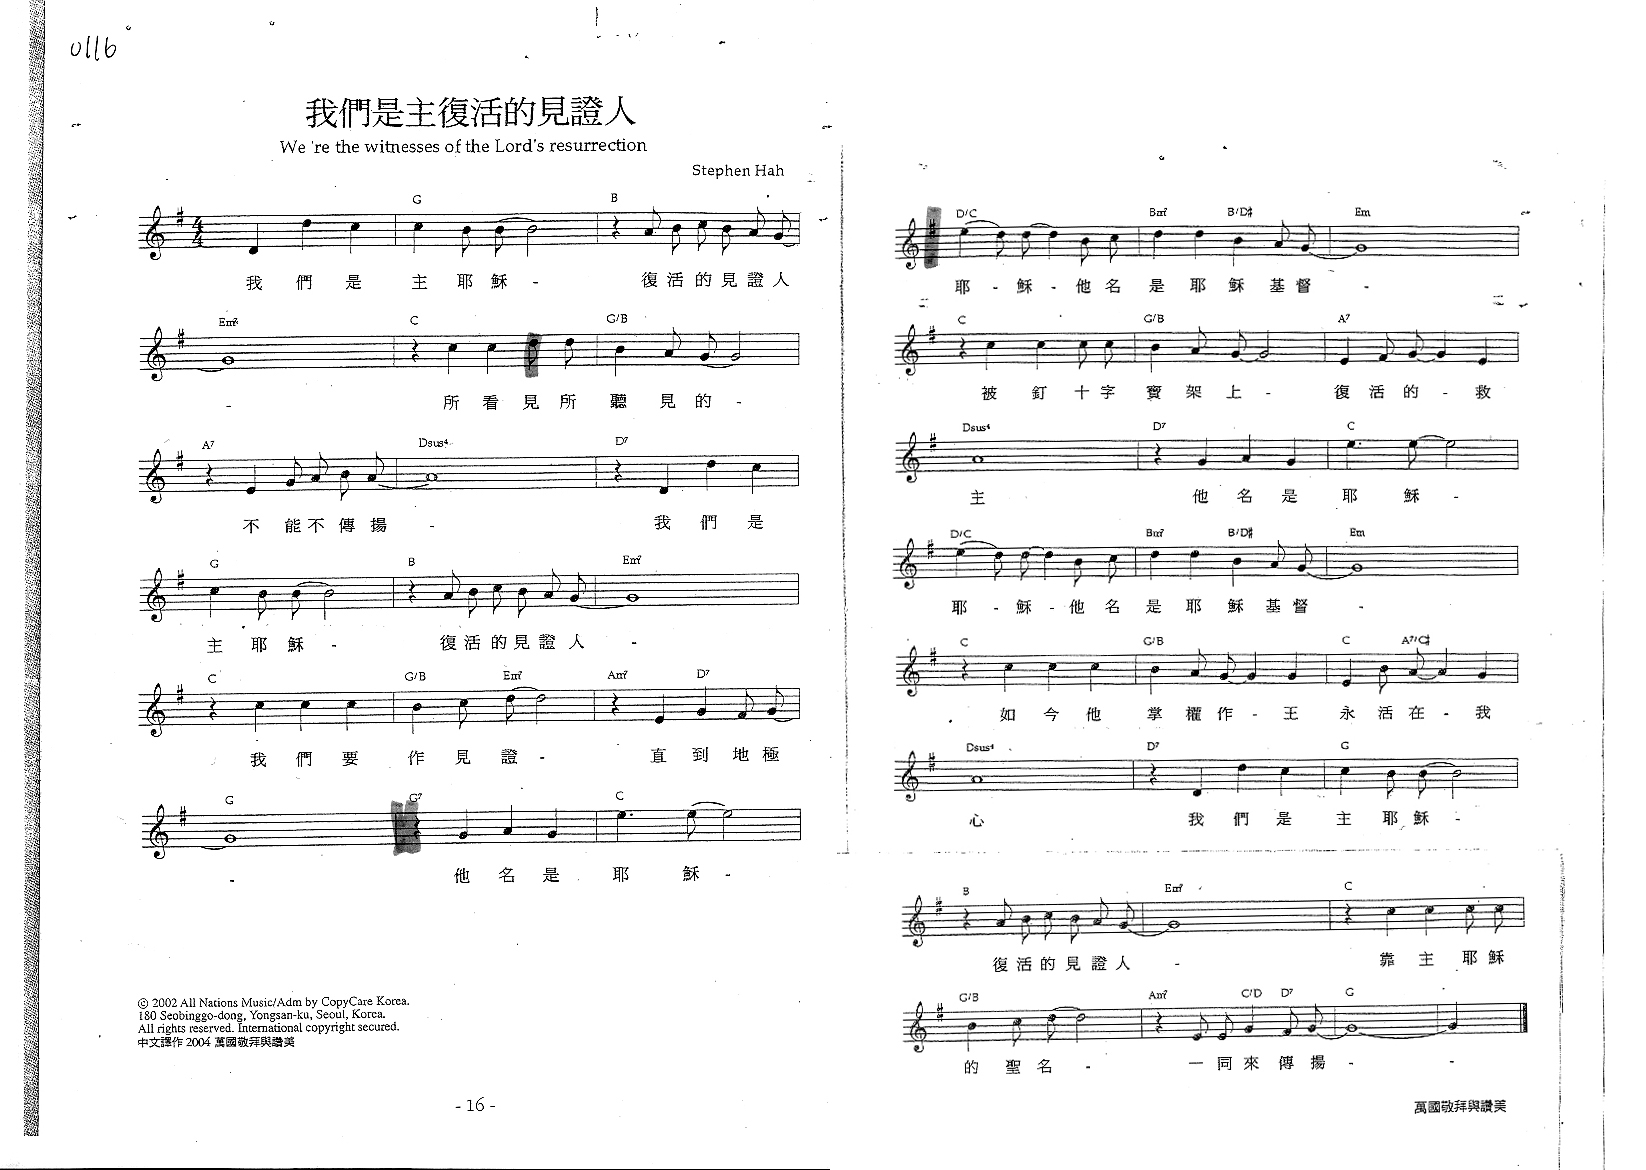 0116
我們是主復活的見證人
We 're the witnesses of the Lord's resurrection
Stephen Hah
G B
我 們 是 主 耶 穌 - 復 活 的 見 證 人
Em7 C G/B
- 所 看 見 所 聽 見 的 -
A7 Dsus4 D7
不 能 不 傳 揚 - 我 們 是
G B Em7
主 耶 穌 - 復 活 的 見 證 人 -
C G/B Em7 Am7 D7
我 們 要 作 見 證 - 直 到 地 極
G G7 C
- 他 名 是 耶 穌 -
© 2002 All Nations Music/Adm by CopyCare Korea.
180 Seobinggo-dong, Yongsan-ku, Seoul, Korea.
All rights reserved. International copyright secured.
中文譯作 2004 萬國敬拜與讚美
- 16 -
D/C Bm7 B/D# Em
耶 - 穌 - 他 名 是 耶 穌 基 督 -
C G/B A7
被 釘 十 字 寶 架 上 - 復 活 的 - 救
Dsus4 D7 C
主 他 名 是 耶 穌 -
D/C Bm7 B/D# Em
耶 - 穌 - 他 名 是 耶 穌 基 督 -
C G/B C A7/C#
如 今 他 掌 權 作 - 王 永 活 在 - 我
Dsus4 D7 G
心 我 們 是 主 耶 穌 -
B Em7 C
復 活 的 見 證 人 - 靠 主 耶 穌
G/B Am7 C/D D7 G
的 聖 名 - 一 同 來 傳 揚 - -
萬國敬拜與讚美